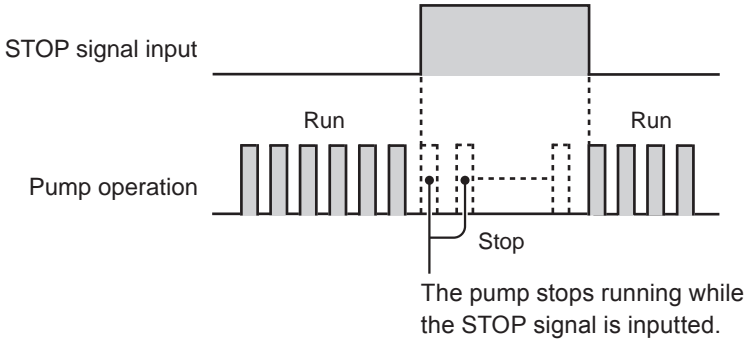 STOP signal input
Run
Run
Pump operation
Stop
The pump stops running while
the STOP signal is inputted.